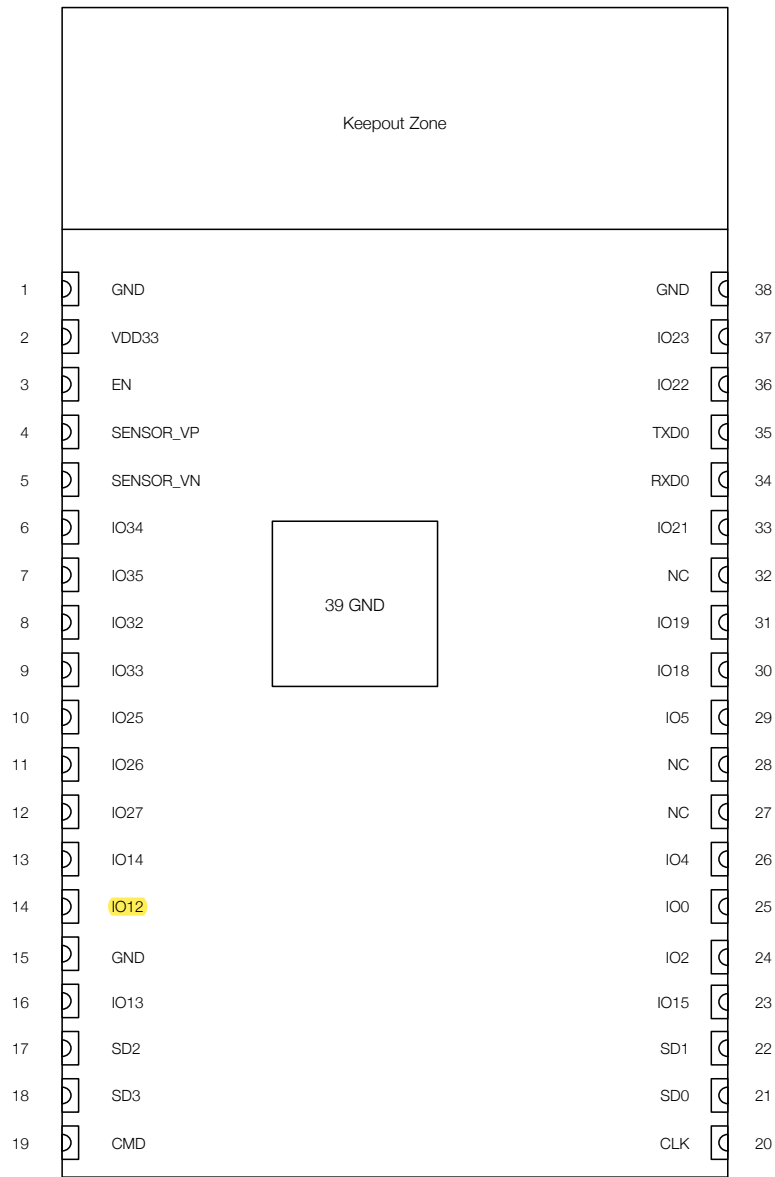 Keepout Zone
1 GND GND 38
2 VDD33 IO23 37
3 EN IO22 36
4 SENSOR_VP TXD0 35
5 SENSOR_VN RXD0 34
6 IO34 IO21 33
7 IO35 NC 32
39 GND
8 IO32 IO19 31
9 IO33 IO18 30
10 IO25 IO5 29
11 IO26 NC 28
12 IO27 NC 27
13 IO14 IO4 26
14 IO12 IO0 25
15 GND IO2 24
16 IO13 IO15 23
17 SD2 SD1 22
18 SD3 SD0 21
19 CMD CLK 20